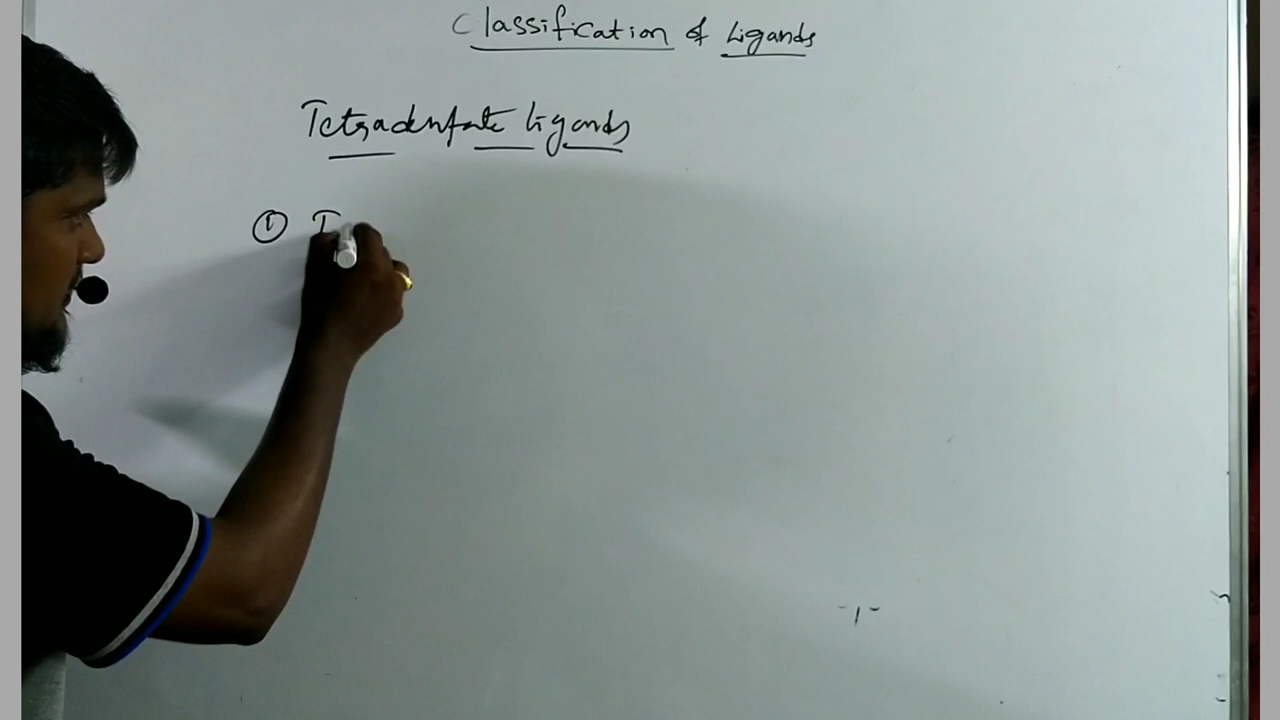 Classification of Ligands
Tetradentate ligands
① T